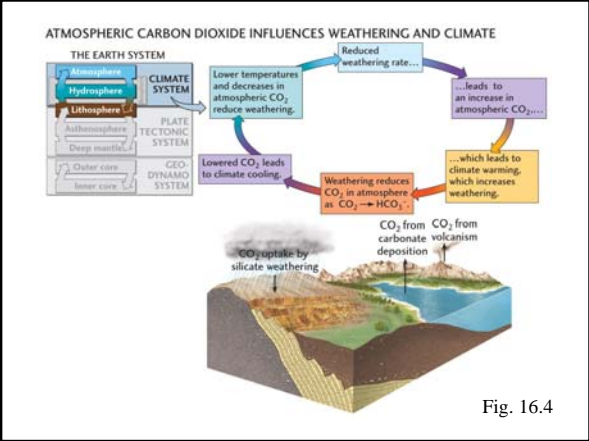 ATMOSPHERIC CARBON DIOXIDE INFLUENCES WEATHERING AND CLIMATE
THE EARTH SYSTEM
Atmosphere
Hydrosphere
Lithosphere
CLIMATE
SYSTEM
Asthenosphere
Deep mantle
PLATE
TECTONIC
SYSTEM
Outer core
Inner core
GEO-
DYNAMO
SYSTEM
Lower temperatures
and decreases in
atmospheric CO₂
reduce weathering.
Reduced
weathering rate…
…leads to
an increase in
atmospheric CO₂,…
…which leads to
climate warming,
which increases
weathering.
Weathering reduces
CO₂ in atmosphere
as CO₂ → HCO₃⁻.
Lowered CO₂ leads
to climate cooling.
CO₂ uptake by
silicate weathering
CO₂ from
carbonate
deposition
CO₂ from
volcanism
Fig. 16.4